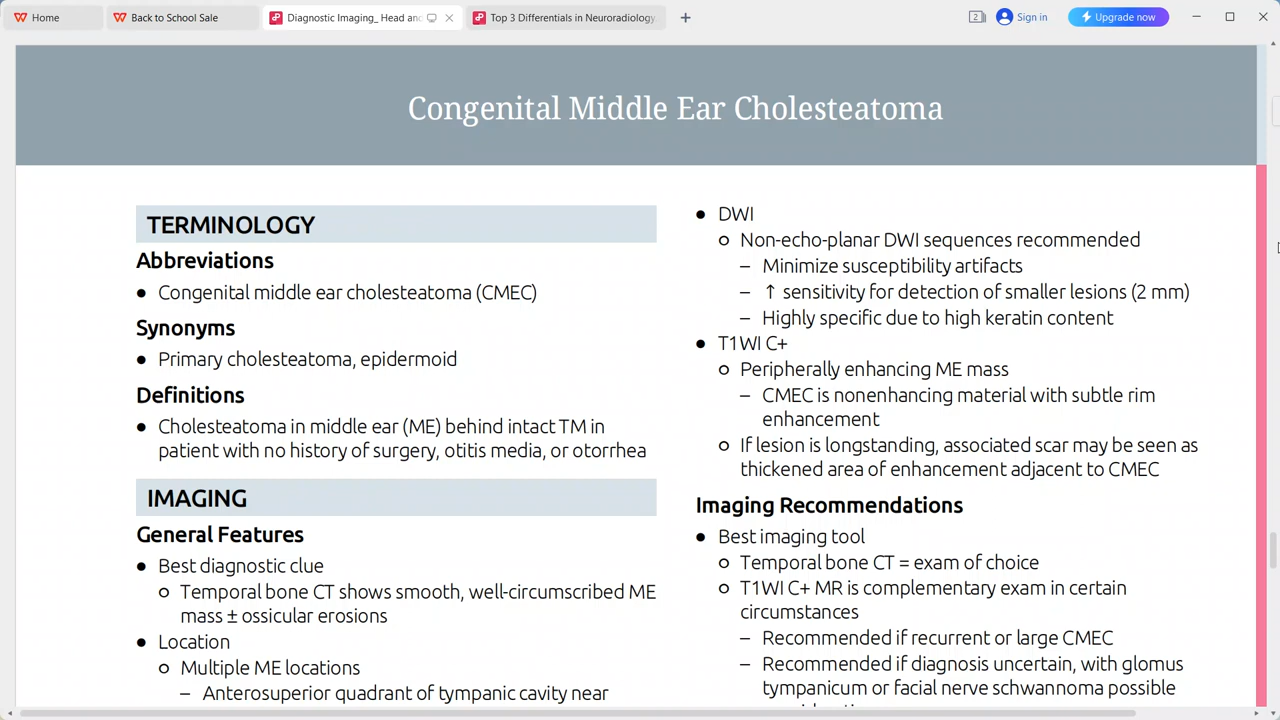 Home
Back to School Sale
Diagnostic Imaging_ Head and
Top 3 Differentials in Neuroradiology
2
Sign in
Upgrade now
Congenital Middle Ear Cholesteatoma
TERMINOLOGY
Abbreviations
● Congenital middle ear cholesteatoma (CMEC)
Synonyms
● Primary cholesteatoma, epidermoid
Definitions
● Cholesteatoma in middle ear (ME) behind intact TM in
patient with no history of surgery, otitis media, or otorrhea
IMAGING
General Features
● Best diagnostic clue
○ Temporal bone CT shows smooth, well-circumscribed ME
mass ± ossicular erosions
● Location
○ Multiple ME locations
– Anterosuperior quadrant of tympanic cavity near
● DWI
○ Non-echo-planar DWI sequences recommended
– Minimize susceptibility artifacts
– ↑ sensitivity for detection of smaller lesions (2 mm)
– Highly specific due to high keratin content
● T1WI C+
○ Peripherally enhancing ME mass
– CMEC is nonenhancing material with subtle rim
enhancement
○ If lesion is longstanding, associated scar may be seen as
thickened area of enhancement adjacent to CMEC
Imaging Recommendations
● Best imaging tool
○ Temporal bone CT = exam of choice
○ T1WI C+ MR is complementary exam in certain
circumstances
– Recommended if recurrent or large CMEC
– Recommended if diagnosis uncertain, with glomus
tympanicum or facial nerve schwannoma possible